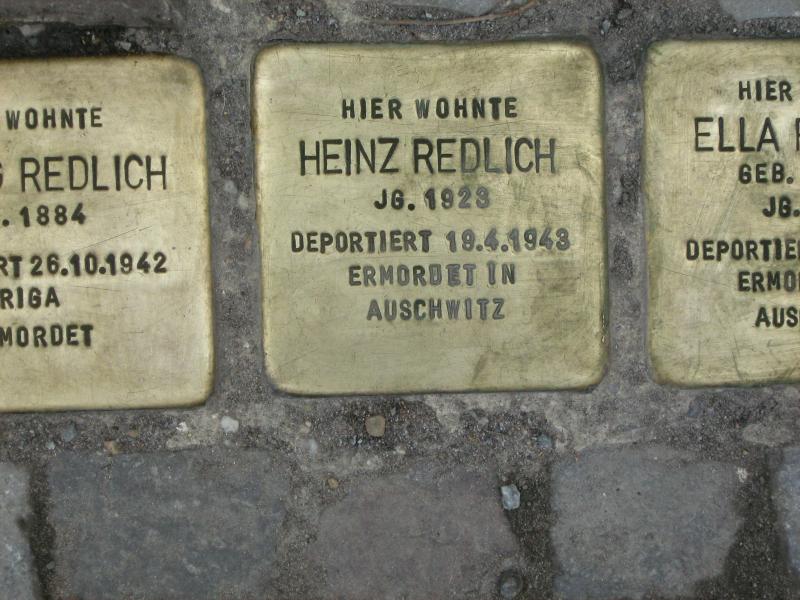 WOHNTE
G REDLICH
. 1884
RT 26.10.1942
RIGA
MORDET
HIER WOHNTE
HEINZ REDLICH
JG. 1923
DEPORTIERT 19.4.1943
ERMORDET IN
AUSCHWITZ
HIER
ELLA
GEB.
JG.
DEPORTIE
ERMO
AUS